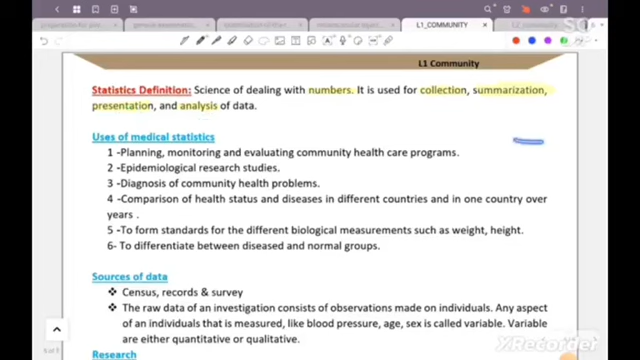 L1_COMMUNITY
L1 Community
Statistics Definition: Science of dealing with numbers. It is used for collection, summarization,
presentation, and analysis of data.
Uses of medical statistics
1 -Planning, monitoring and evaluating community health care programs.
2 -Epidemiological research studies.
3 -Diagnosis of community health problems.
4 -Comparison of health status and diseases in different countries and in one country over
years .
5 -To form standards for the different biological measurements such as weight, height.
6- To differentiate between diseased and normal groups.
Sources of data
❖ Census, records & survey
❖ The raw data of an investigation consists of observations made on individuals. Any aspect
of an individuals that is measured, like blood pressure, age, sex is called variable. Variable
are either quantitative or qualitative.
Research
XRecorder